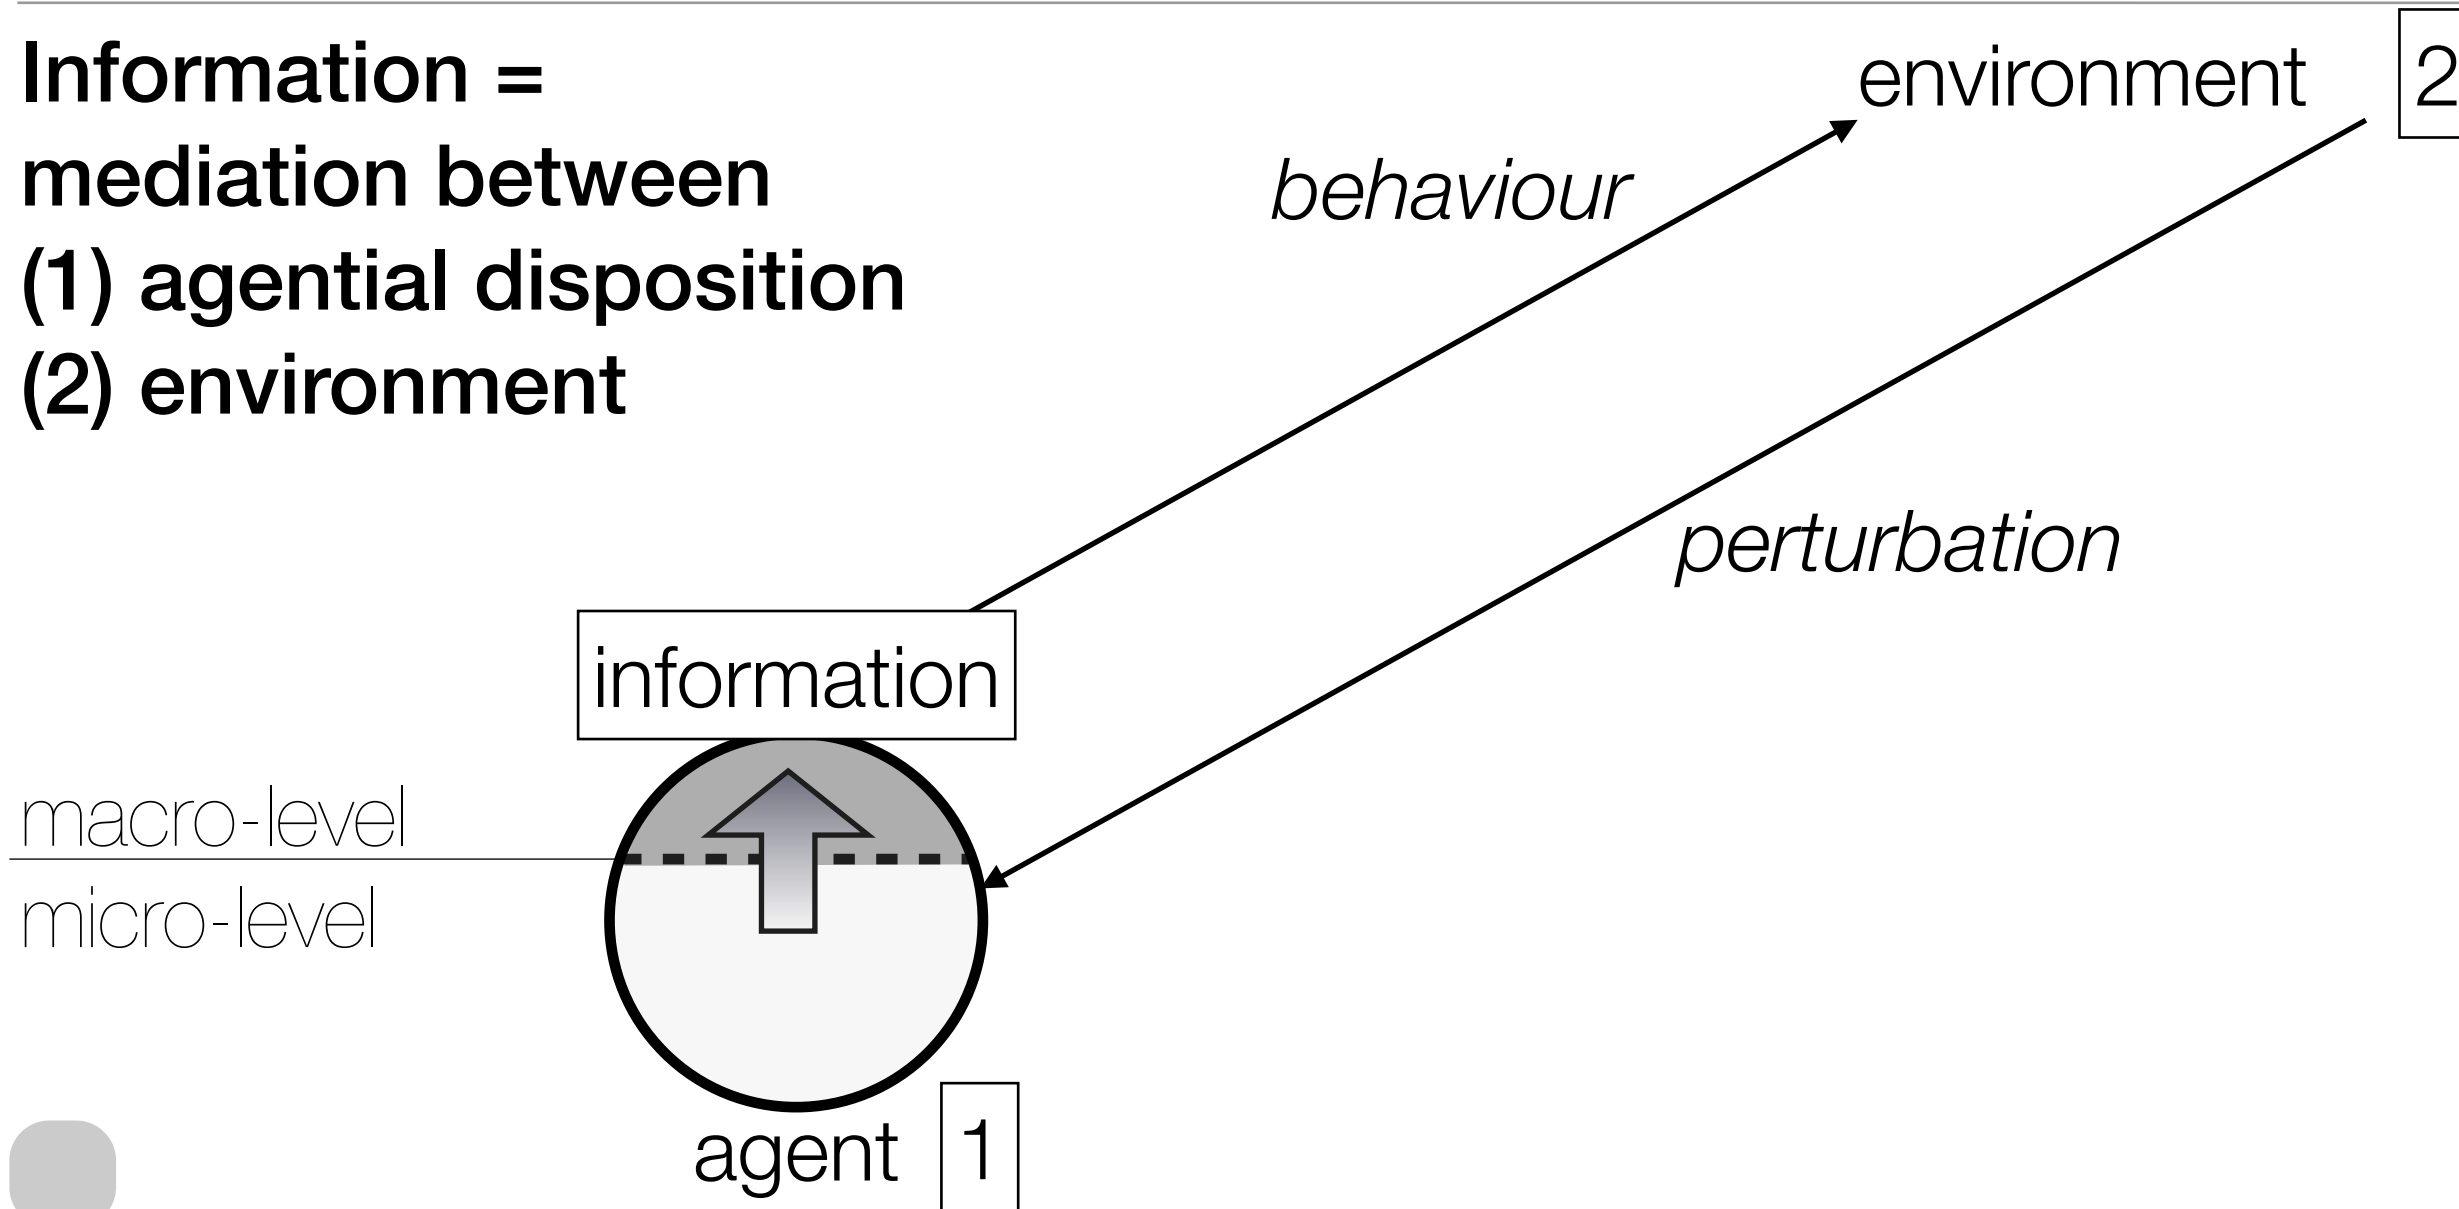 Information =
mediation between
(1) agential disposition
(2) environment
environment
2
behaviour
perturbation
information
macro-level
micro-level
agent
1